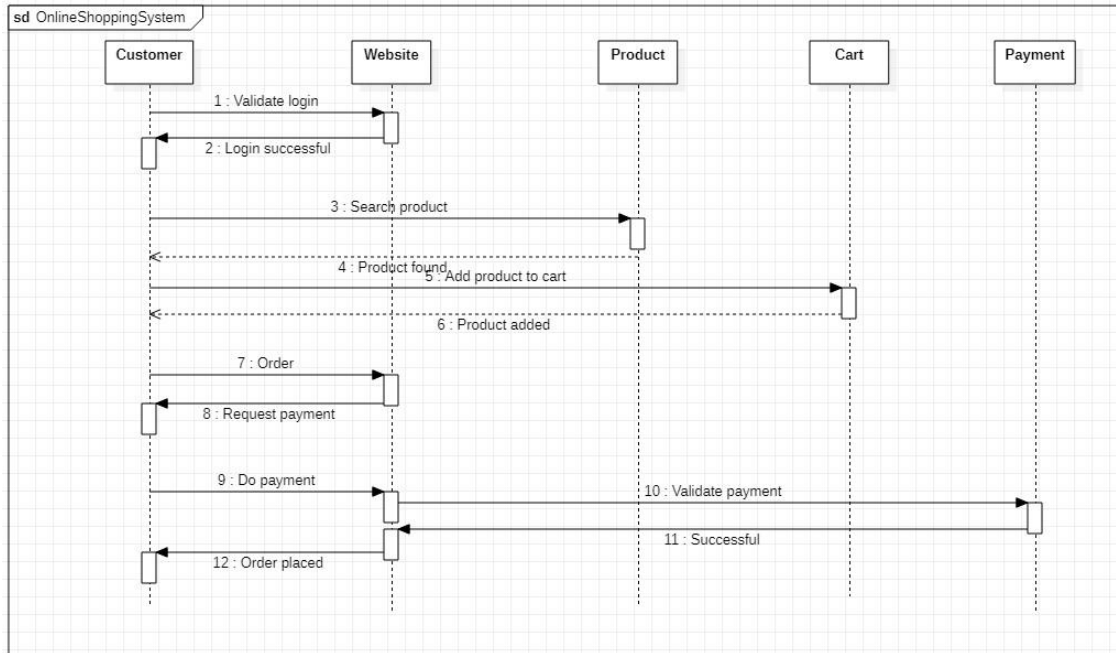 sd OnlineShoppingSystem
Customer
Website
Product
Cart
Payment
1 : Validate login
2 : Login successful
3 : Search product
4 : Product found
5 : Add product to cart
6 : Product added
7 : Order
8 : Request payment
9 : Do payment
10 : Validate payment
11 : Successful
12 : Order placed